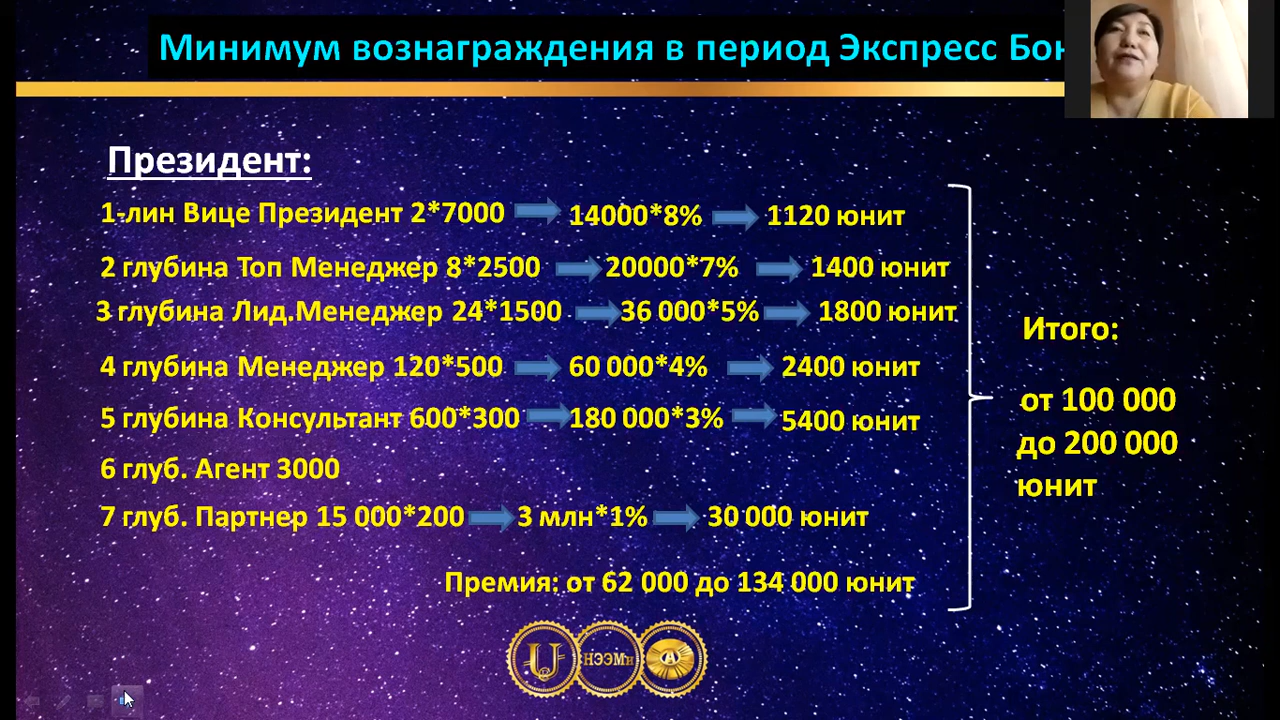 Минимум вознаграждения в период Экспресс
Президент:
1-лин Вице Президент 2*7000 14000*8% 1120 юнит
2 глубина Топ Менеджер 8*2500 20000*7% 1400 юнит
3 глубина Лид.Менеджер 24*1500 36 000*5% 1800 юнит
4 глубина Менеджер 120*500 60 000*4% 2400 юнит
5 глубина Консультант 600*300 180 000*3% 5400 юнит
6 глуб. Агент 3000
7 глуб. Партнер 15 000*200 3 млн*1% 30 000 юнит
Премия: от 62 000 до 134 000 юнит
Итого:
от 100 000
до 200 000
юнит
НЭЭМи